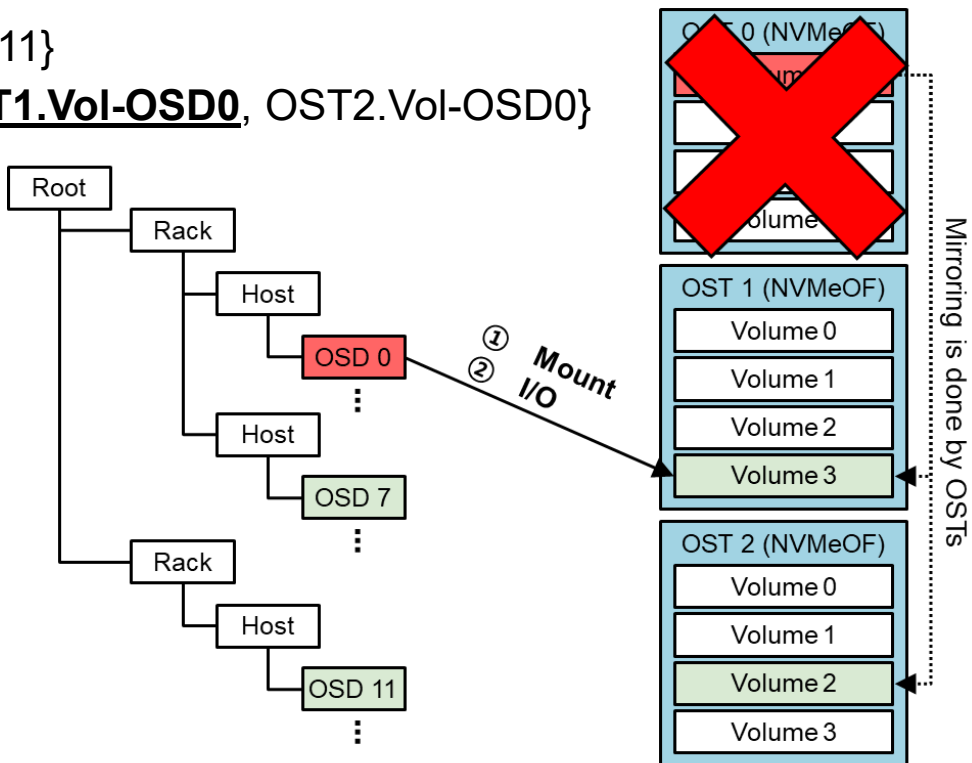 11}
T1.Vol-OSD0, OST2.Vol-OSD0}
Root
Rack
Host
OSD 0
Host
OSD 7
Rack
Host
OSD 11
① Mount
② I/O
0 (NVMeOF)
OST 1 (NVMeOF)
Volume 0
Volume 1
Volume 2
Volume 3
OST 2 (NVMeOF)
Volume 0
Volume 1
Volume 2
Volume 3
Mirroring is done by OSTs